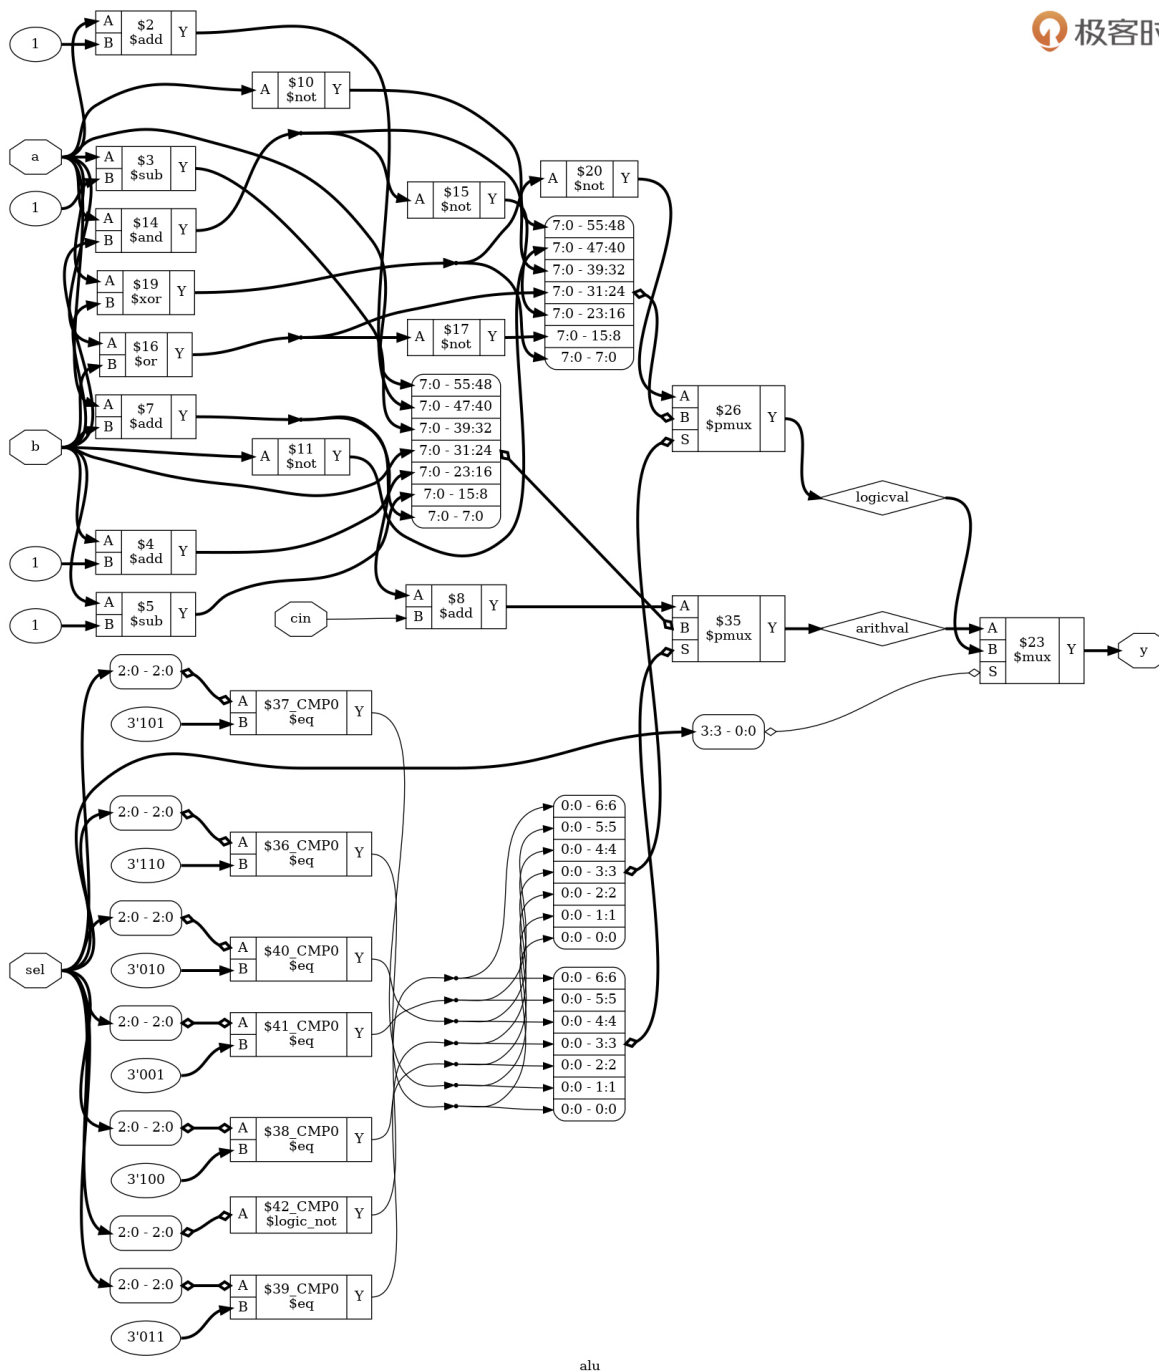 极客时
A
B
$2
$add
Y
1
A
$10
$not
Y
a
A
B
$3
$sub
Y
1
A
B
$14
$and
Y
A
$15
$not
Y
A
$20
$not
Y
7:0 - 55:48
7:0 - 47:40
7:0 - 39:32
7:0 - 31:24
7:0 - 23:16
7:0 - 15:8
7:0 - 7:0
A
B
$19
$xor
Y
A
B
$16
$or
Y
A
$17
$not
Y
7:0 - 55:48
7:0 - 47:40
7:0 - 39:32
7:0 - 31:24
7:0 - 23:16
7:0 - 15:8
7:0 - 7:0
A
B
S
$26
$pmux
Y
A
B
$7
$add
Y
b
A
$11
$not
Y
logicval
A
B
$4
$add
Y
1
A
B
$5
$sub
Y
1
cin
A
B
$8
$add
Y
A
B
S
$35
$pmux
Y
arithval
A
B
S
$23
$mux
Y
y
2:0 - 2:0
A
B
$37_CMP0
$eq
Y
3'101
3:3 - 0:0
2:0 - 2:0
A
B
$36_CMP0
$eq
Y
3'110
0:0 - 6:6
0:0 - 5:5
0:0 - 4:4
0:0 - 3:3
0:0 - 2:2
0:0 - 1:1
0:0 - 0:0
2:0 - 2:0
A
B
$40_CMP0
$eq
Y
3'010
sel
0:0 - 6:6
0:0 - 5:5
0:0 - 4:4
0:0 - 3:3
0:0 - 2:2
0:0 - 1:1
0:0 - 0:0
2:0 - 2:0
A
B
$41_CMP0
$eq
Y
3'001
2:0 - 2:0
A
B
$38_CMP0
$eq
Y
3'100
2:0 - 2:0
A
$42_CMP0
$logic_not
Y
2:0 - 2:0
A
B
$39_CMP0
$eq
Y
3'011
alu